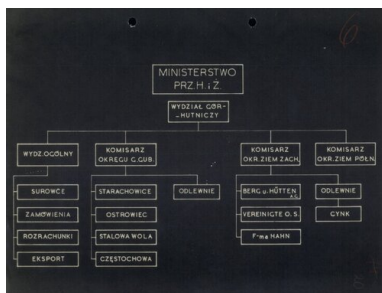 6
MINISTERSTWO
PRZ.H. i Ż.
WYDZIAŁ GÓR-
-HUTNICZY
WYDZ.OGÓLNY
KOMISARZ
OKRĘGU G.GUB.
KOMISARZ
OKR.ZIEM ZACH.
KOMISARZ
OKR.ZIEM PÓŁN.
SUROWCE
STARACHOWICE
ODLEWNIE
BERG u. HÜTTEN
A.G.
ODLEWNIE
ZAMÓWIENIA
OSTROWIEC
VEREINIGTE O.S.
CYNK
ROZRACHUNKI
STALOWA WOLA
F-ma HAHN
EKSPORT
CZĘSTOCHOWA